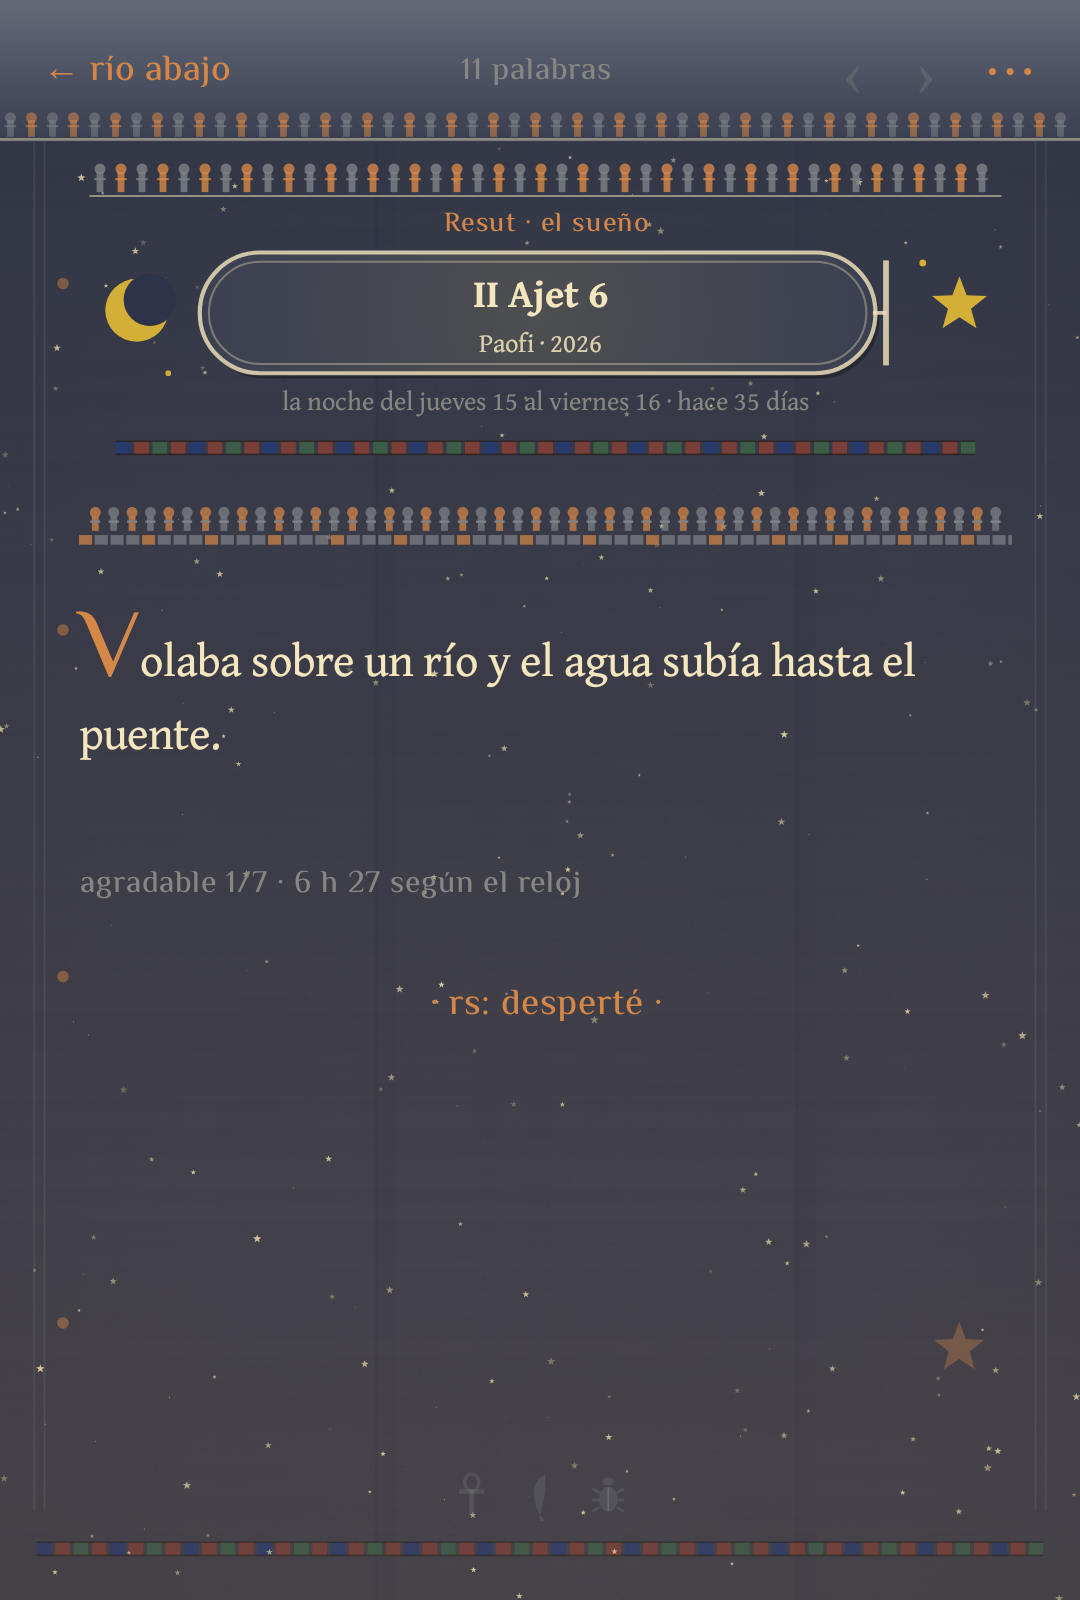 ← río abajo
11 palabras
‹ › •••
Resut · el sueño
II Ajet 6
Paofi · 2026
la noche del jueves 15 al viernes 16 · hace 35 días
Volaba sobre un río y el agua subía hasta el
puente.
agradable 1/7 · 6 h 27 según el reloj
· rs: desperté ·